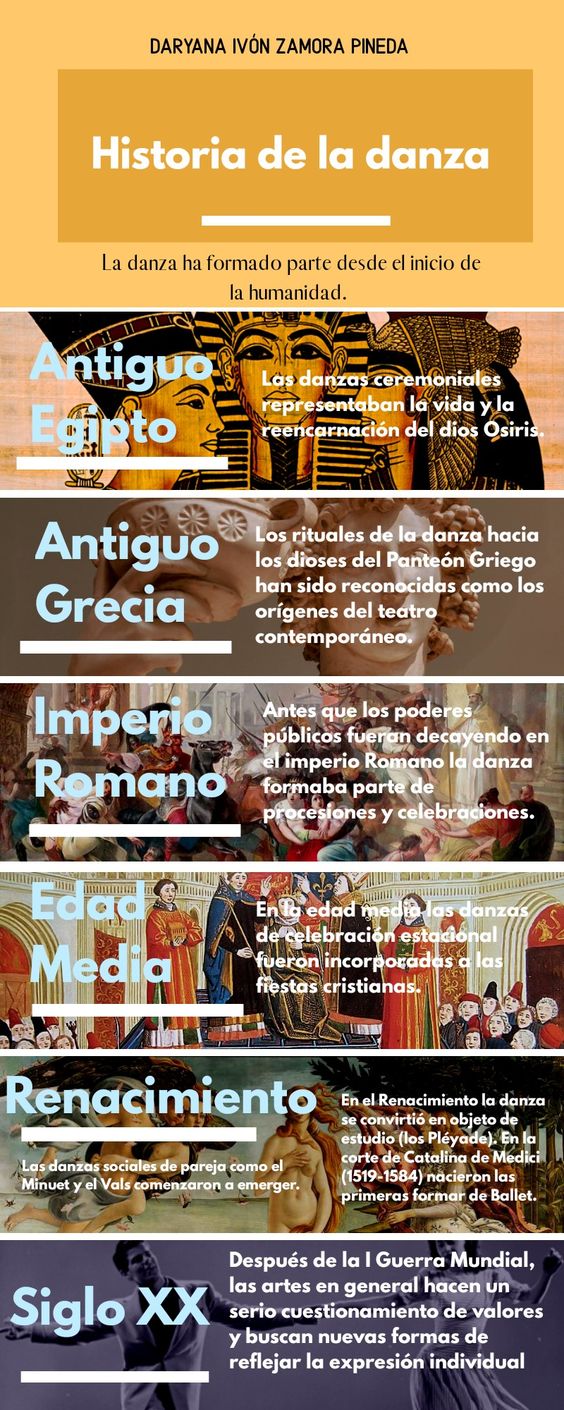 DARYANA IVÓN ZAMORA PINEDA
Historia de la danza
La danza ha formado parte desde el inicio de
la humanidad.
Antiguo
Egipto
Las danzas ceremoniales
representaban la vida y la
reencarnación del dios Osiris.
Antiguo
Grecia
Los rituales de la danza hacia
los dioses del Panteón Griego
han sido reconocidas como los
orígenes del teatro
contemporáneo.
Imperio
Romano
Antes que los poderes
públicos fueran decayendo en
el imperio Romano la danza
formaba parte de
procesiones y celebraciones.
Edad
Media
En la edad media las danzas
de celebración estacional
fueron incorporadas a las
fiestas cristianas.
Renacimiento
Las danzas sociales de pareja como el
Minuet y el Vals comenzaron a emerger.
En el Renacimiento la danza
se convirtió en objeto de
estudio (los Pléyade). En la
corte de Catalina de Medici
(1519-1584) nacieron las
primeras formar de Ballet.
Siglo XX
Después de la I Guerra Mundial,
las artes en general hacen un
serio cuestionamiento de valores
y buscan nuevas formas de
reflejar la expresión individual